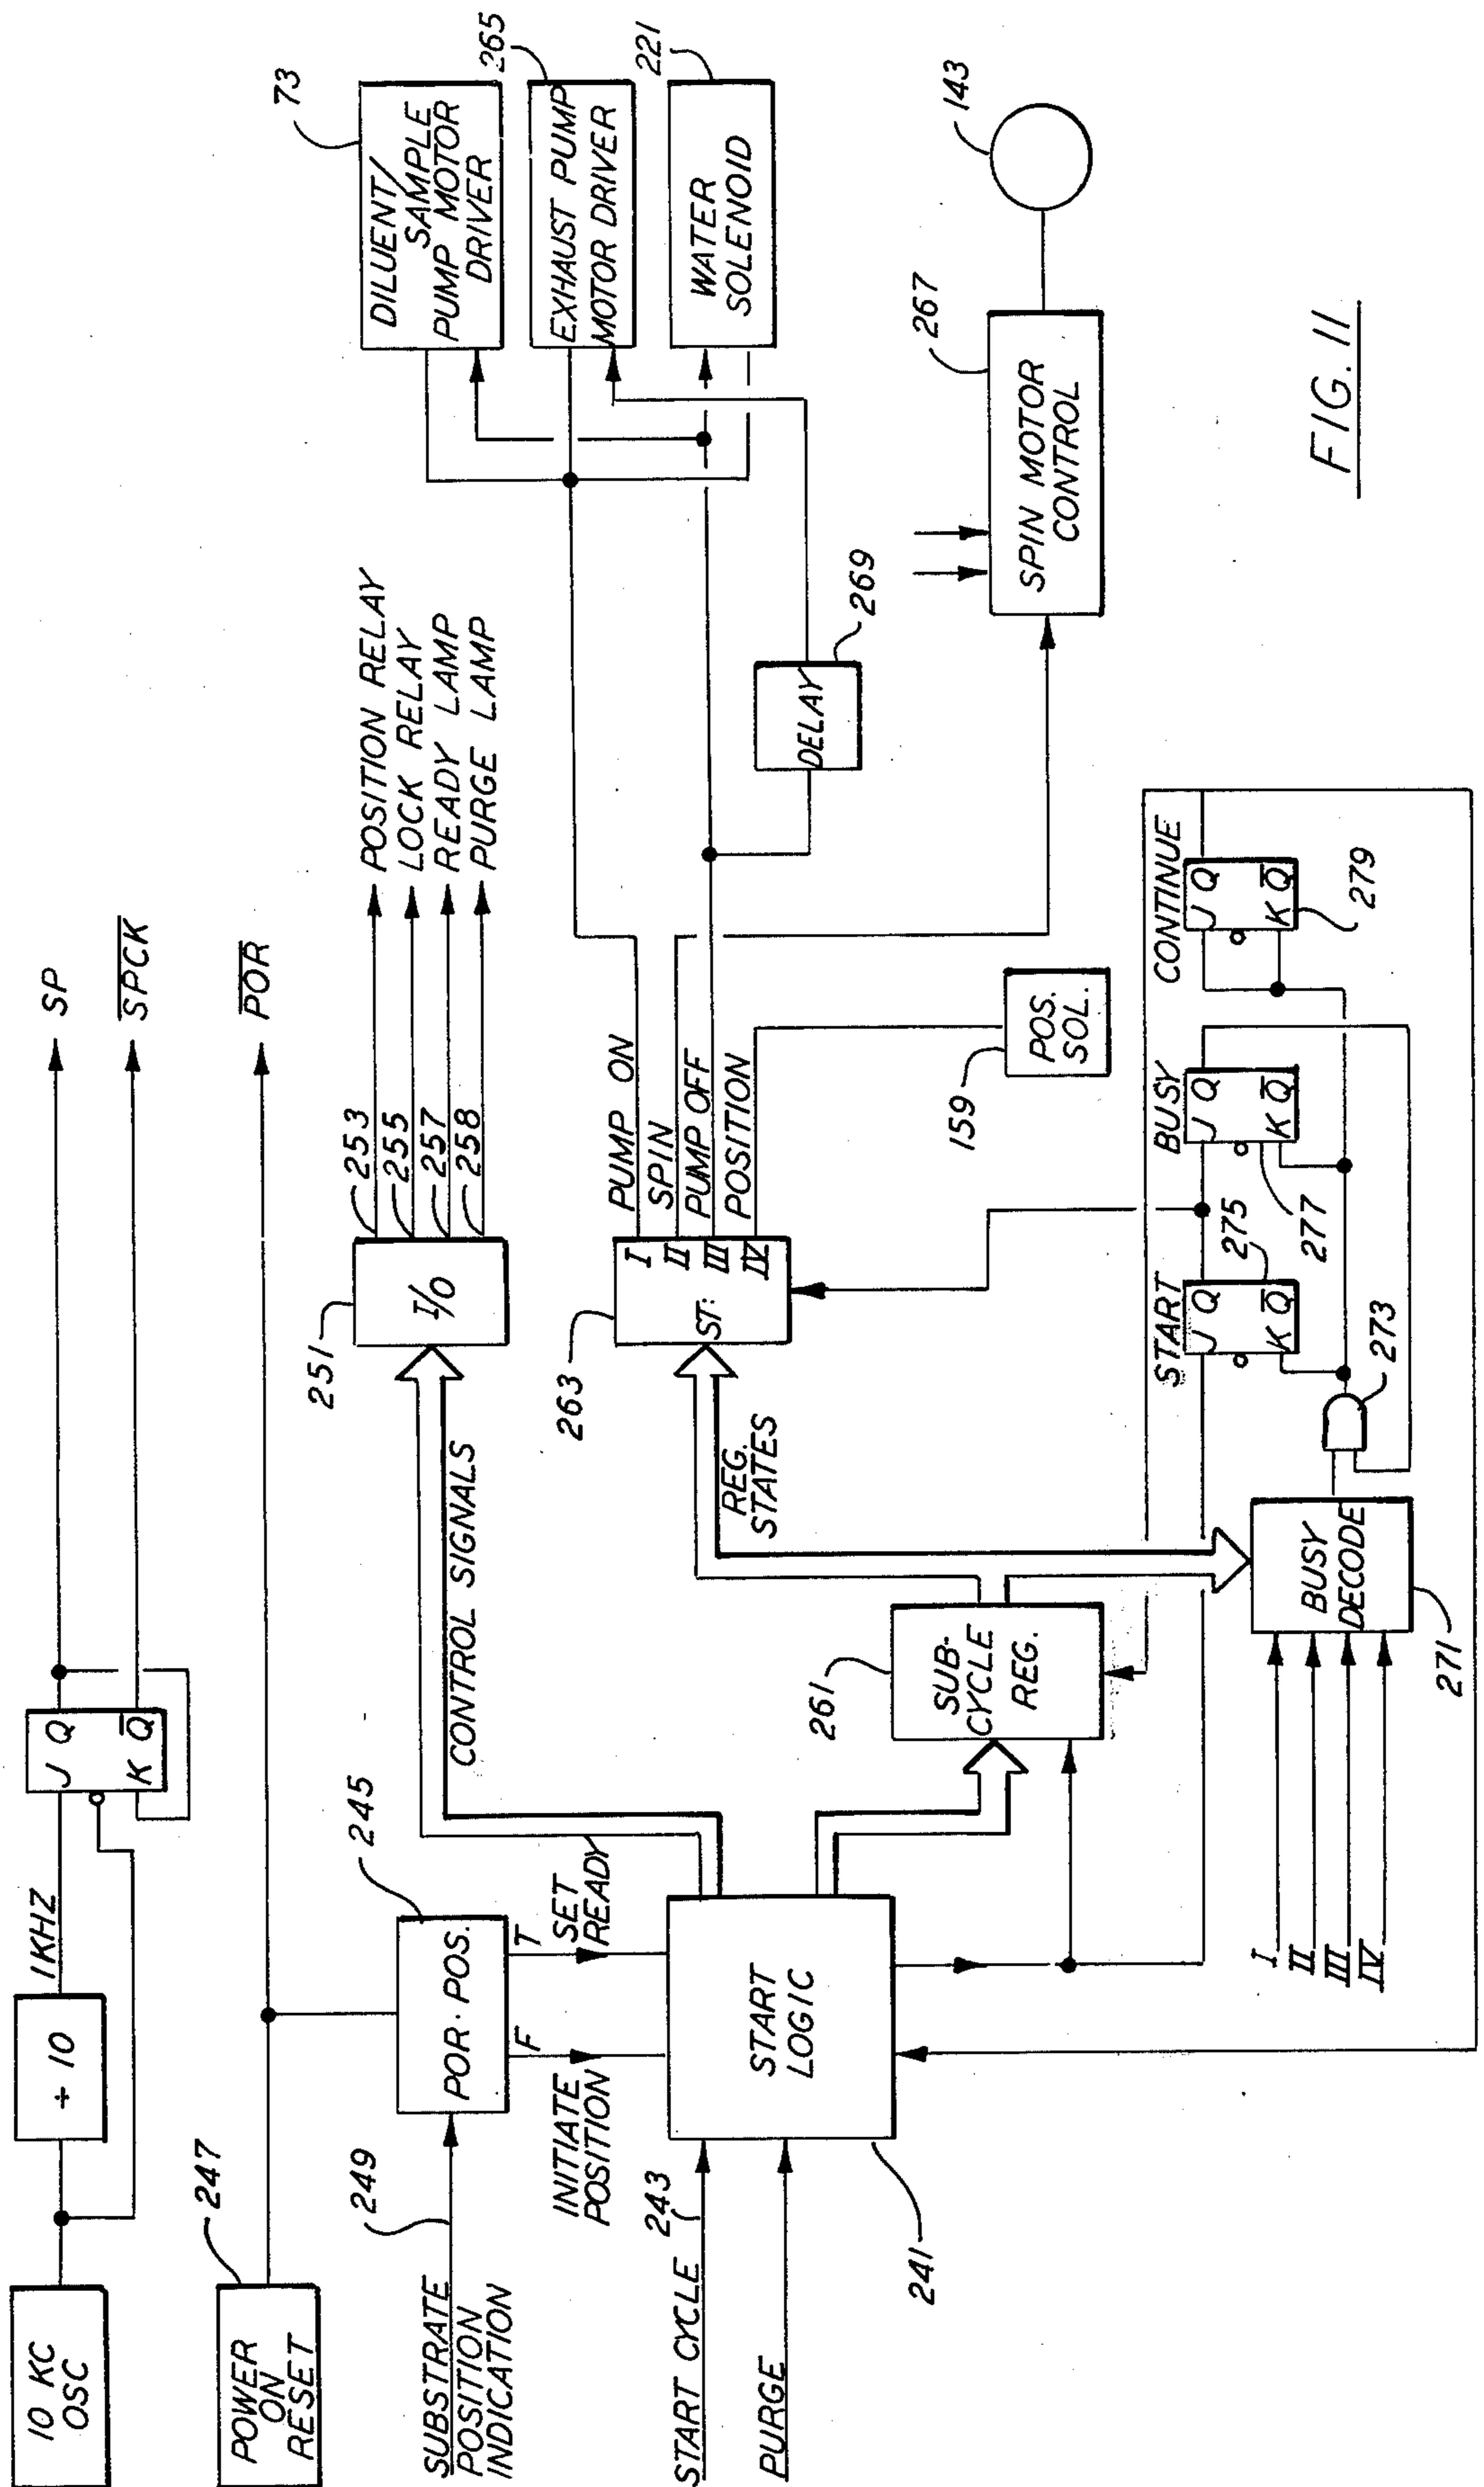 10 KC
OSC
÷ 10
1KHZ
J Q
K Q̅
SP
S̅P̅C̅K̅
POWER
ON
RESET
247
P̅O̅R̅
SUBSTRATE
POSITION
INDICATION
249
POR. POS.
245
F
T
INITIATE
POSITION
SET
READY
START CYCLE
243
PURGE
START
LOGIC
241
CONTROL SIGNALS
I/O
251
253
255
257
258
POSITION RELAY
LOCK RELAY
READY LAMP
PURGE LAMP
SUB-
CYCLE
REG.
261
REG.
STATES
ST:
I
II
III
IV
263
PUMP ON
SPIN
PUMP OFF
POSITION
POS.
SOL.
159
DELAY
269
DILUENT/
SAMPLE
PUMP MOTOR
DRIVER
73
EXHAUST PUMP
MOTOR DRIVER
265
WATER
SOLENOID
221
SPIN MOTOR
CONTROL
267
143
I
II
III
IV
BUSY
DECODE
271
273
START
J Q
K Q̅
275
BUSY
J Q
K Q̅
277
CONTINUE
J Q
K Q̅
279
FIG. 11